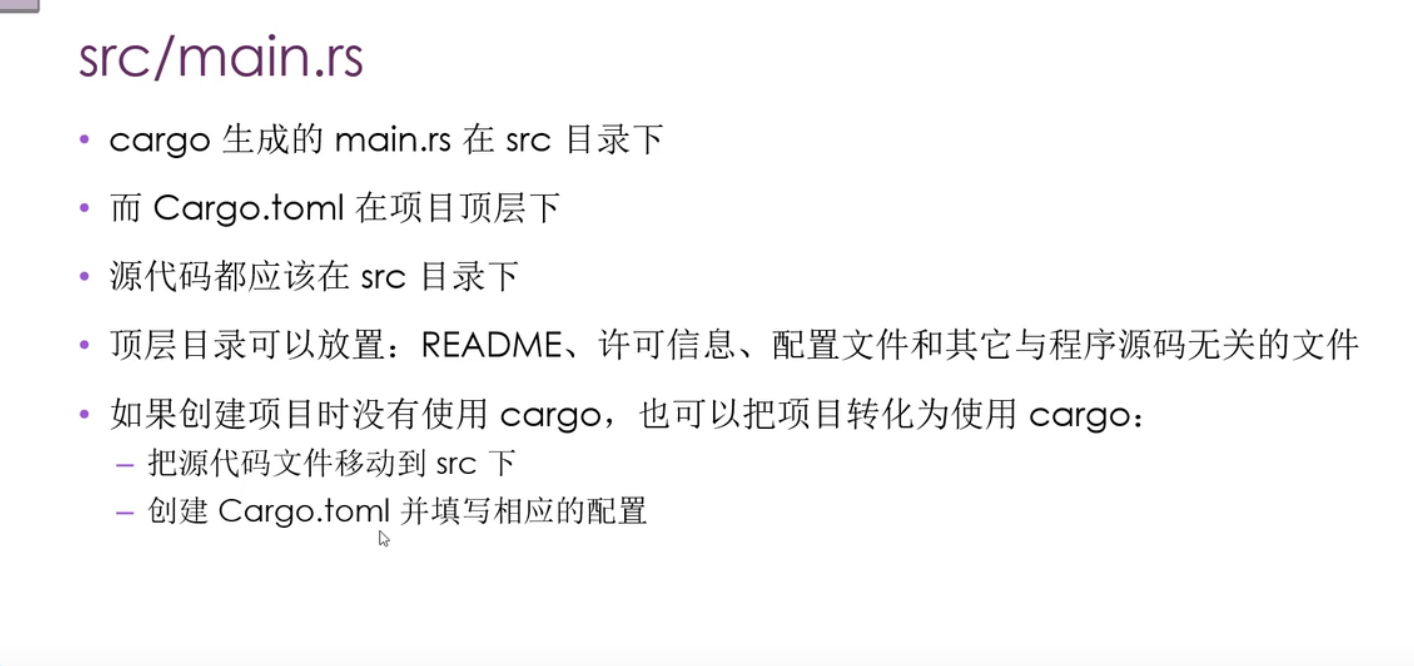 src/main.rs
• cargo 生成的 main.rs 在 src 目录下
• 而 Cargo.toml 在项目顶层下
• 源代码都应该在 src 目录下
• 顶层目录可以放置：README、许可信息、配置文件和其它与程序源码无关的文件
• 如果创建项目时没有使用 cargo，也可以把项目转化为使用 cargo：
– 把源代码文件移动到 src 下
– 创建 Cargo.toml 并填写相应的配置